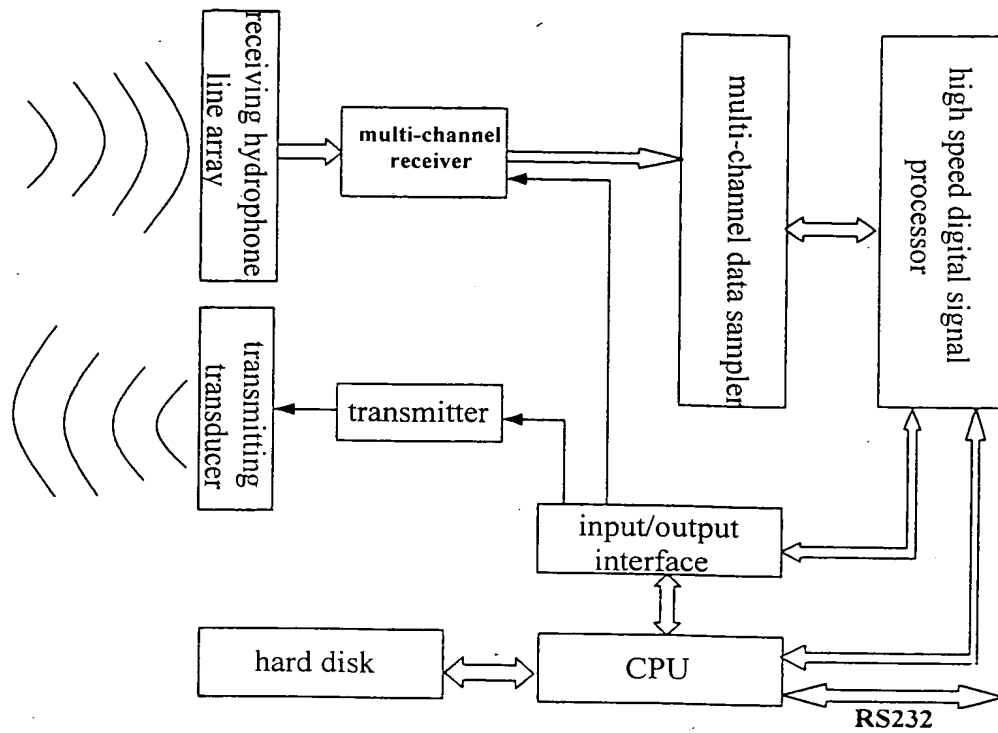 receiving hydrophone
line array
multi-channel
receiver
multi-channel data sampler
high speed digital signal
processor
transmitting
transducer
transmitter
input/output
interface
hard disk
CPU
RS232